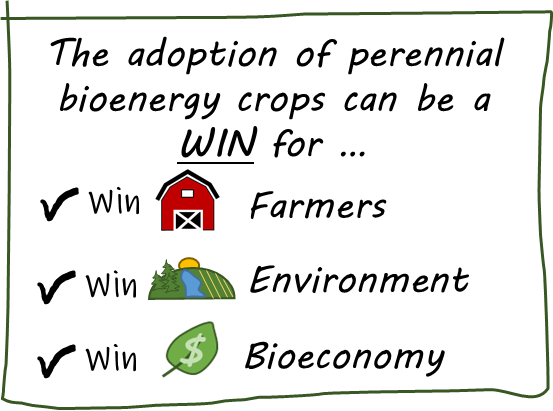 The adoption of perennial
bioenergy crops can be a
WIN for ...
Win Farmers
Win Environment
Win $ Bioeconomy